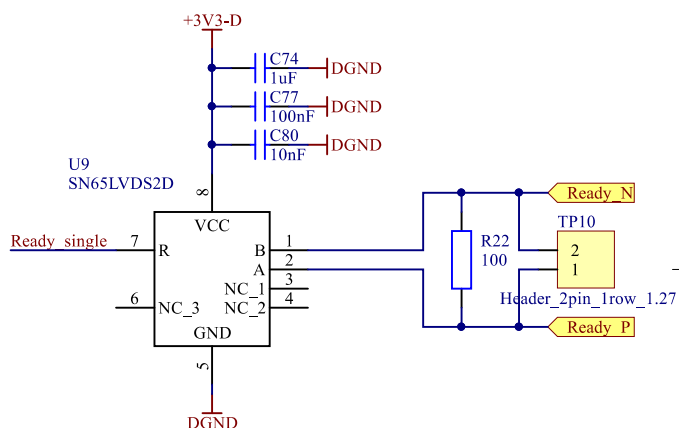 +3V3-D
C74
1uF
DGND
C77
100nF
DGND
C80
10nF
DGND
U9
SN65LVDS2D
8
VCC
Ready_single
7
R
B
1
A
2
NC_1
3
NC_2
4
6
NC_3
GND
5
DGND
Ready_N
TP10
R22
100
2
1
Header_2pin_1row_1.27
Ready_P